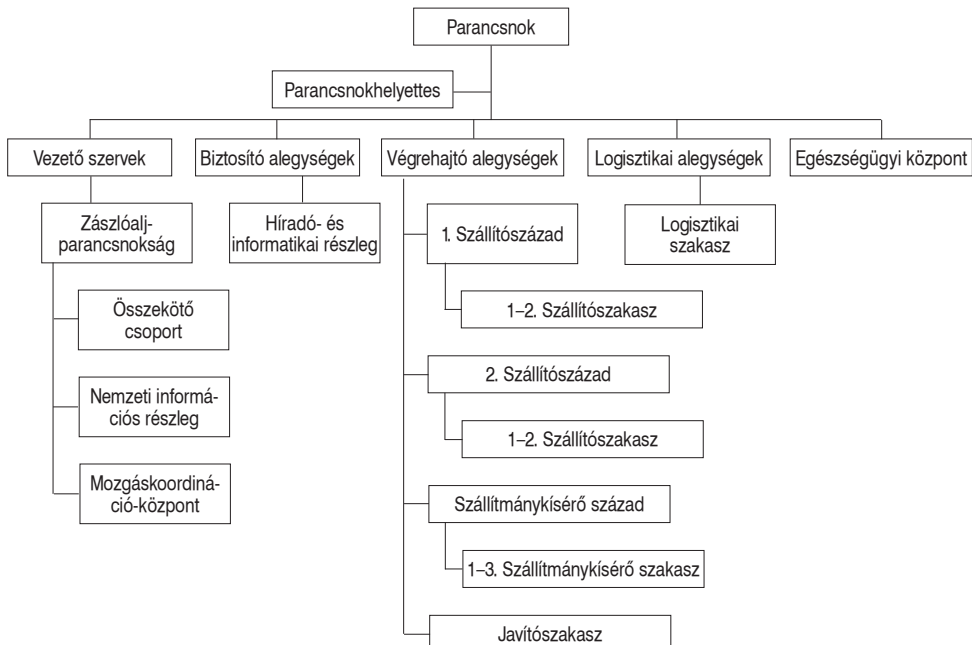 Parancsnok
Parancsnokhelyettes
Vezető szervek
Biztosító alegységek
Végrehajtó alegységek
Logisztikai alegységek
Egészségügyi központ
Zászlóalj-
parancsnokság
Híradó- és
informatikai részleg
1. Szállítószázad
Logisztikai
szakasz
Összekötő
csoport
1–2. Szállítószakasz
Nemzeti informá-
ciós részleg
2. Szállítószázad
1–2. Szállítószakasz
Mozgáskoordiná-
ció-központ
Szállítmánykísérő század
1–3. Szállítmánykísérő szakasz
Javítószakasz